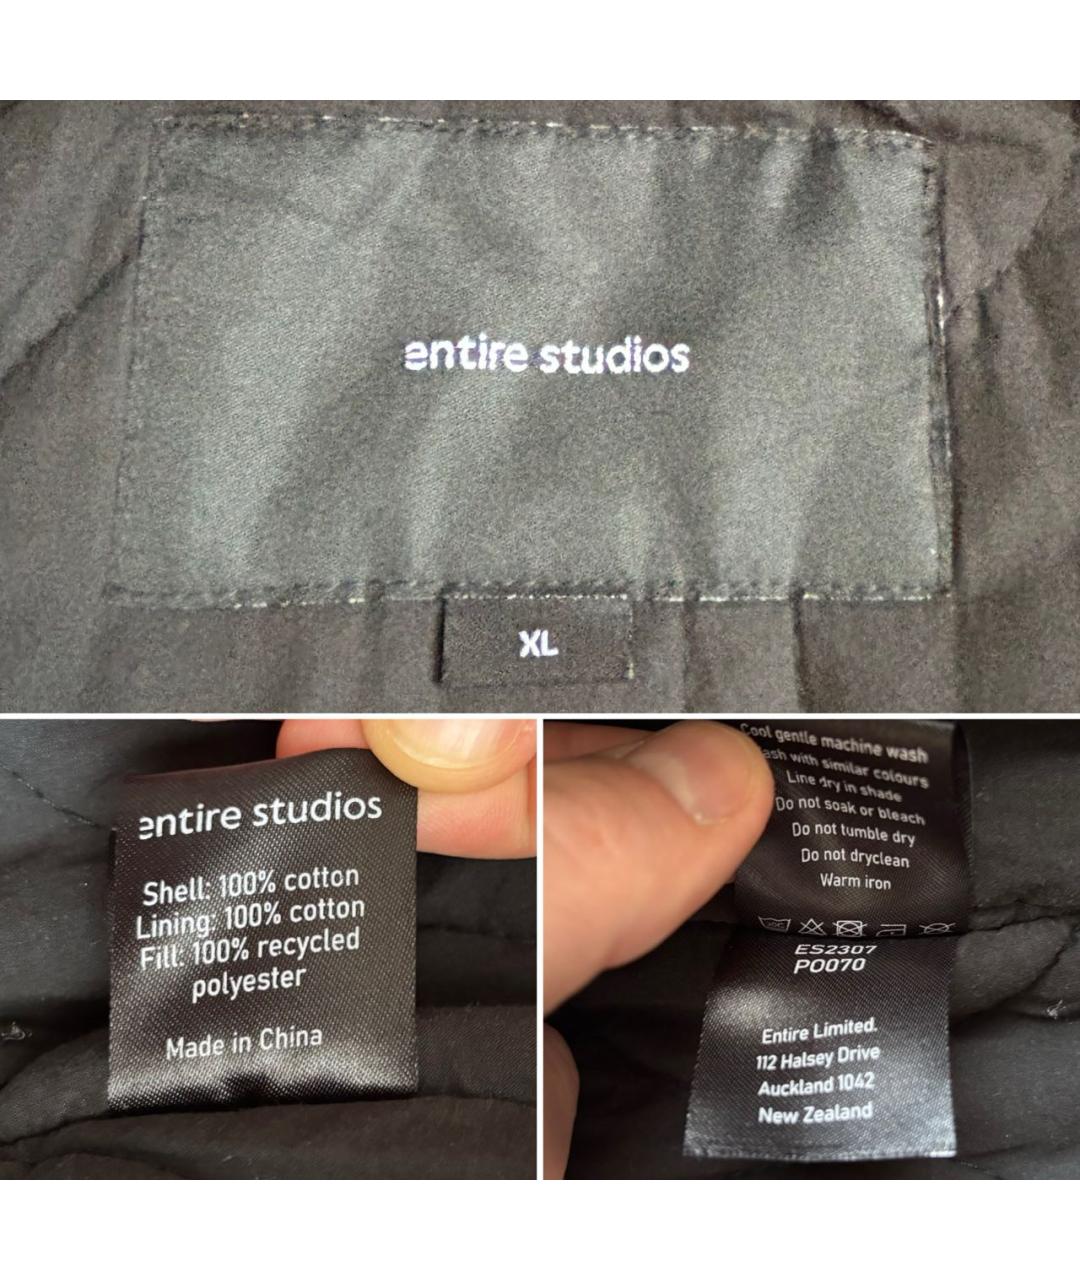 entire studios
XL
entire studios
Shell: 100% cotton
Lining: 100% cotton
Fill: 100% recycled
polyester
Made in China
Cool gentle machine wash
ash with similar colours
Line dry in shade
Do not soak or bleach
Do not tumble dry
Do not dryclean
Warm iron
ES2307
PO070
Entire Limited.
112 Halsey Drive
Auckland 1042
New Zealand